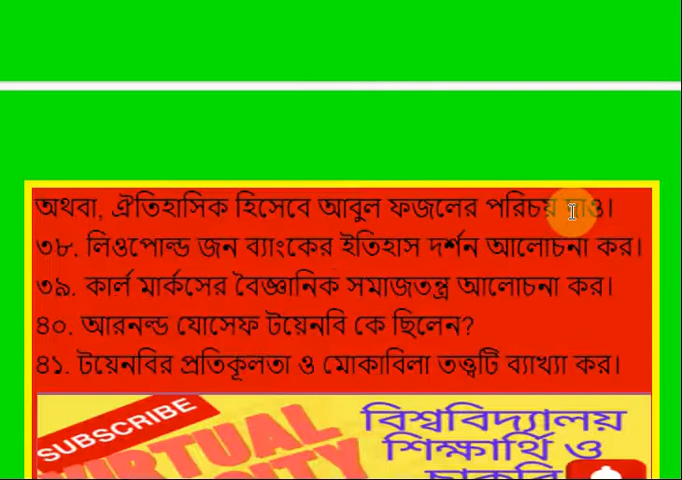 অথবা, ঐতিহাসিক হিসেবে আবুল ফজলের পরিচয় দাও।
৩৮. লিওপোল্ড জন ব্যাংকের ইতিহাস দর্শন আলোচনা কর।
৩৯. কার্ল মার্কসের বৈজ্ঞানিক সমাজতন্ত্র আলোচনা কর।
৪০. আরনল্ড যোসেফ টয়েনবি কে ছিলেন?
৪১. টয়েনবির প্রতিকূলতা ও মোকাবিলা তত্ত্বটি ব্যাখ্যা কর।
SUBSCRIBE
VIRTUAL
বিশ্ববিদ্যালয়
শিক্ষার্থি ও